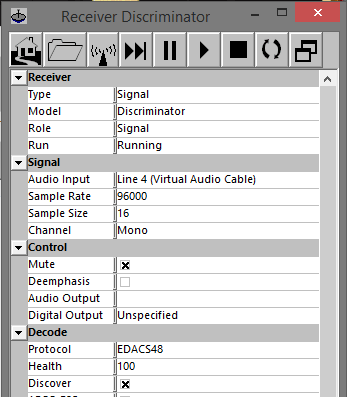 Receiver Discriminator
Receiver
Type Signal
Model Discriminator
Role Signal
Run Running
Signal
Audio Input Line 4 (Virtual Audio Cable)
Sample Rate 96000
Sample Size 16
Channel Mono
Control
Mute
Deemphasis
Audio Output
Digital Output Unspecified
Decode
Protocol EDACS48
Health 100
Discover